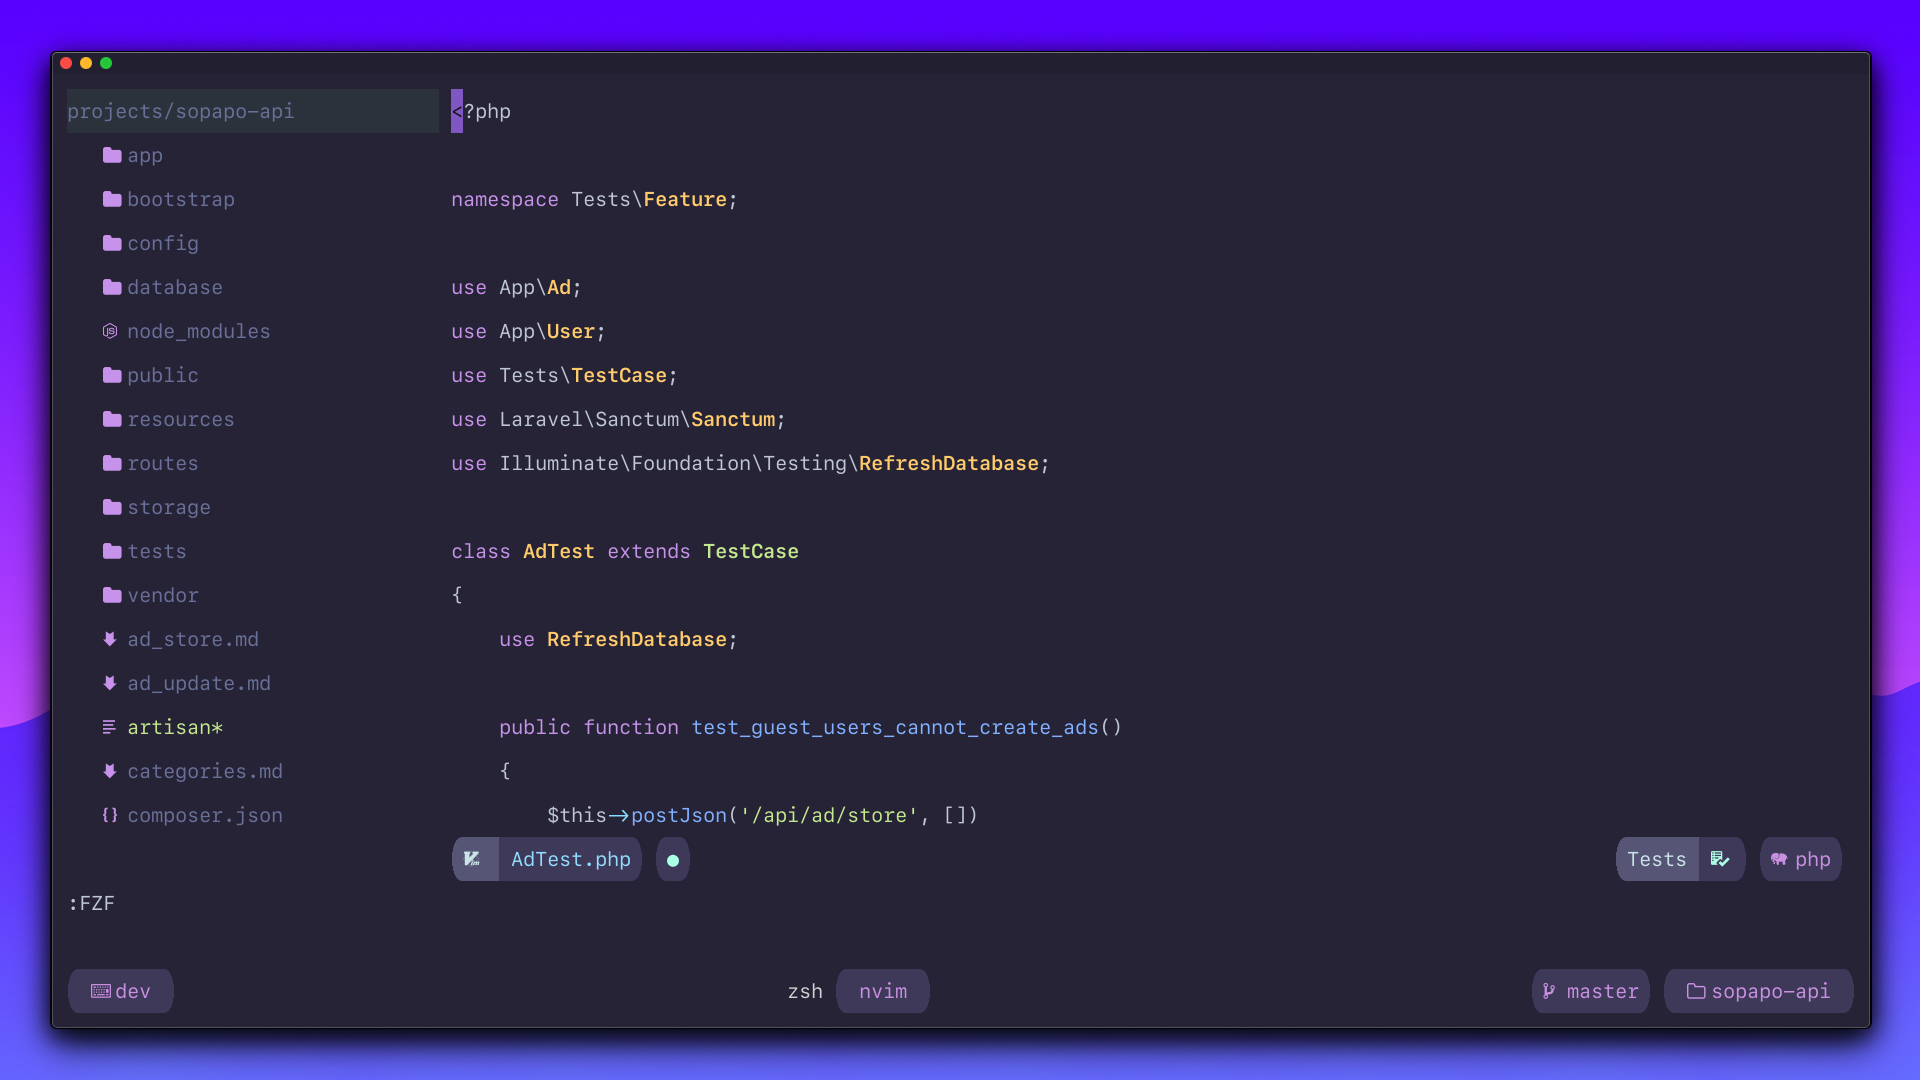 projects/sopapo-api
app
bootstrap
config
database
node_modules
public
resources
routes
storage
tests
vendor
ad_store.md
ad_update.md
artisan*
categories.md
composer.json
<?php
namespace Tests\Feature;
use App\Ad;
use App\User;
use Tests\TestCase;
use Laravel\Sanctum\Sanctum;
use Illuminate\Foundation\Testing\RefreshDatabase;
class AdTest extends TestCase
{
    use RefreshDatabase;
    public function test_guest_users_cannot_create_ads()
    {
        $this->postJson('/api/ad/store', [])
AdTest.php
Tests
php
:FZF
dev
zsh nvim
master
sopapo-api